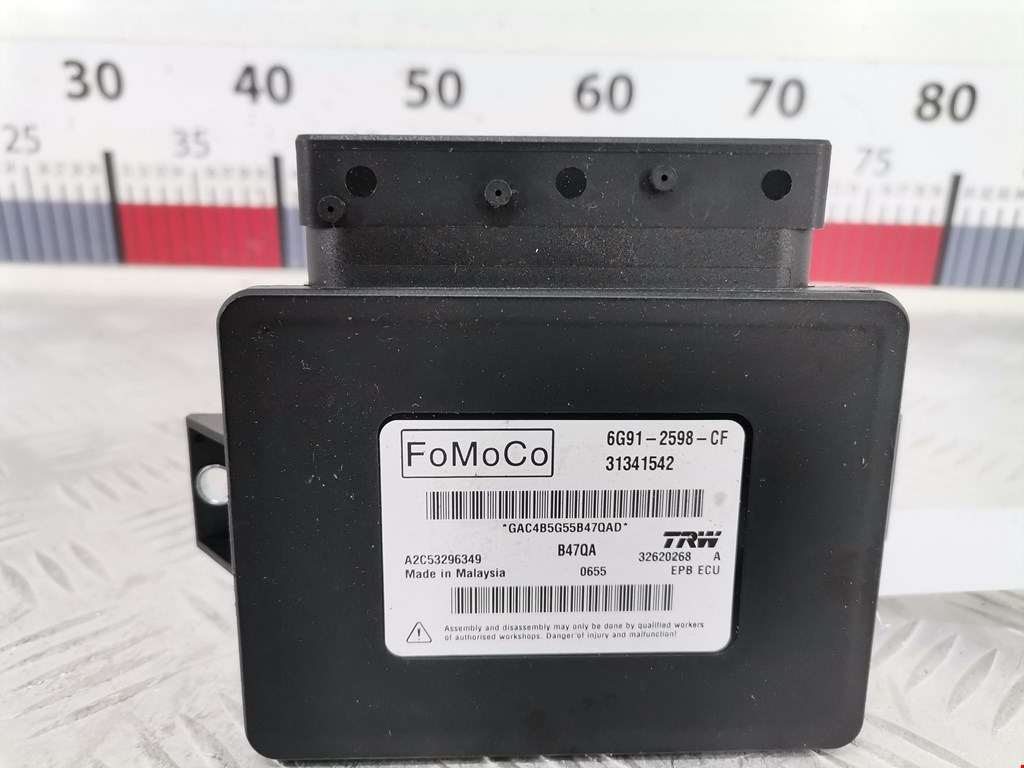 30 40 50 60 70 80
25 35 75
FoMoCo
6G91-2598-CF
31341542
*GAC4B5G55B47QAD*
TRW
A2C53296349 B47QA 32620268 A
Made in Malaysia 0655 EPB ECU
Assembly and disassembly may only be done by qualified workers
of authorised workshops. Danger of injury and malfunction!